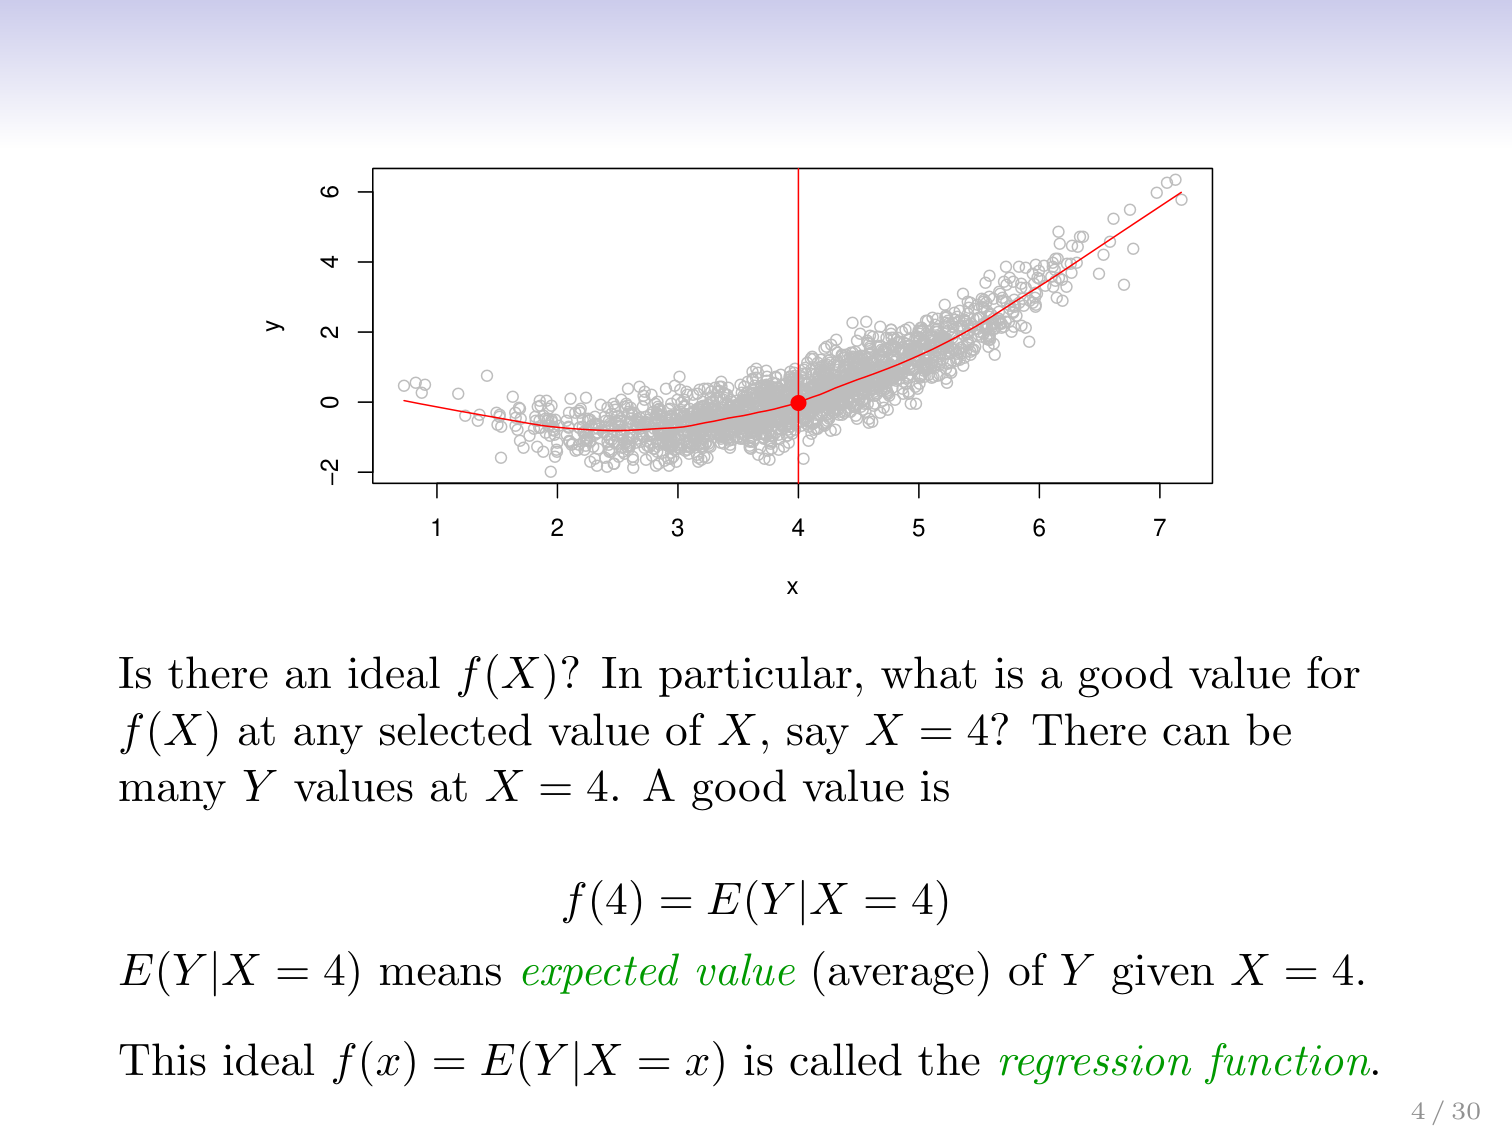 6
4
2
0
−2
y
1 2 3 4 5 6 7
x
Is there an ideal f(X)? In particular, what is a good value for
f(X) at any selected value of X, say X = 4? There can be
many Y values at X = 4. A good value is
f(4) = E(Y|X = 4)
E(Y|X = 4) means expected value (average) of Y given X = 4.
This ideal f(x) = E(Y|X = x) is called the regression function.
4 / 30